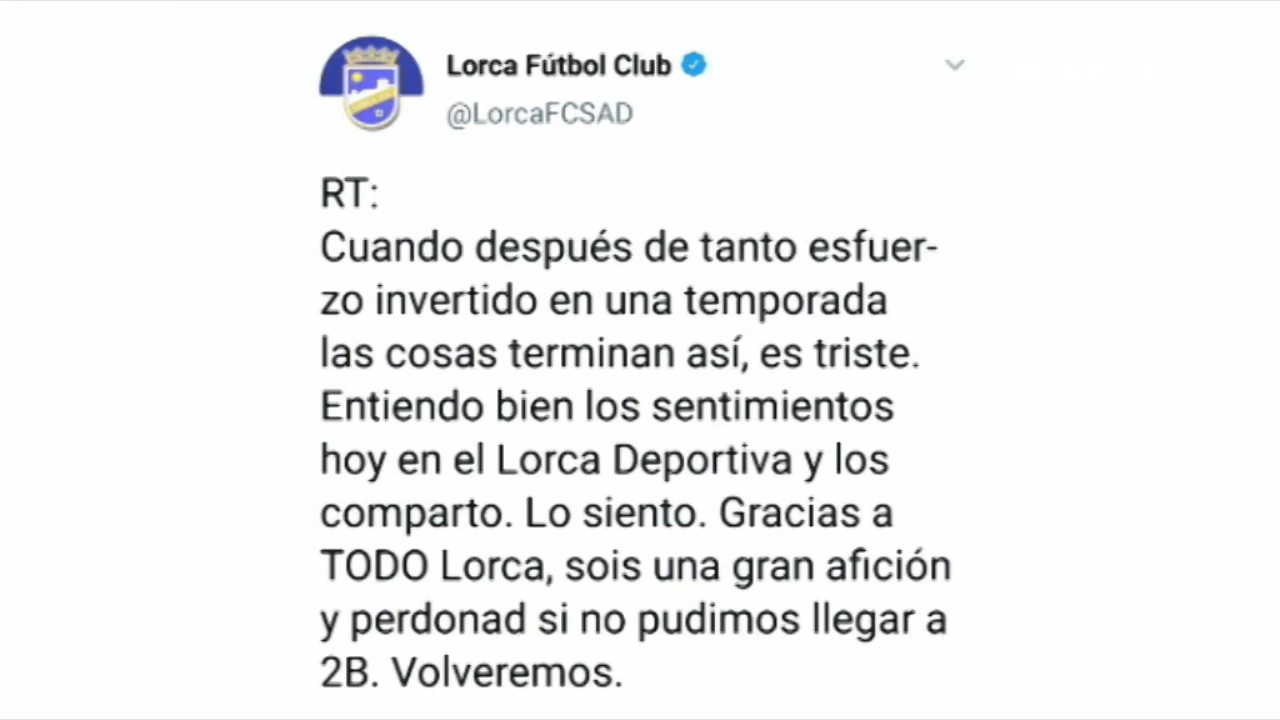 Lorca Fútbol Club
@LorcaFCSAD
RT:
Cuando después de tanto esfuer-
zo invertido en una temporada
las cosas terminan así, es triste.
Entiendo bien los sentimientos
hoy en el Lorca Deportiva y los
comparto. Lo siento. Gracias a
TODO Lorca, sois una gran afición
y perdonad si no pudimos llegar a
2B. Volveremos.